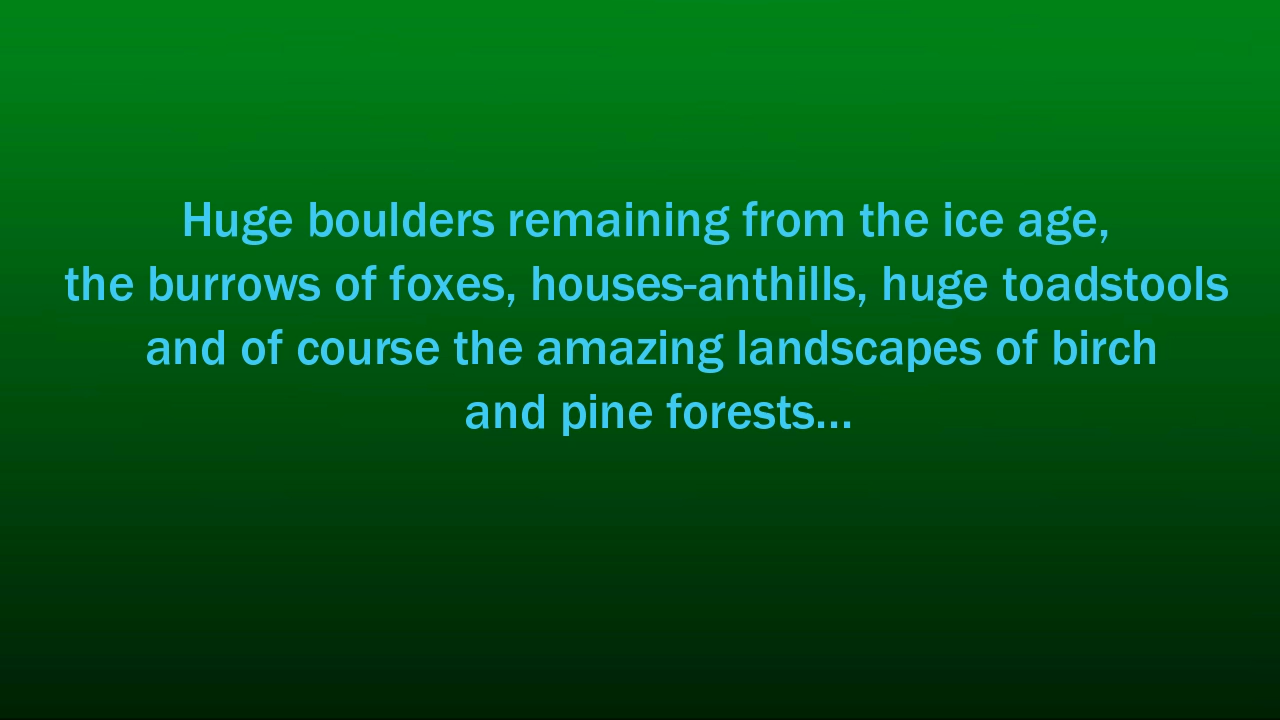 Huge boulders remaining from the ice age,
the burrows of foxes, houses-anthills, huge toadstools
and of course the amazing landscapes of birch
and pine forests...